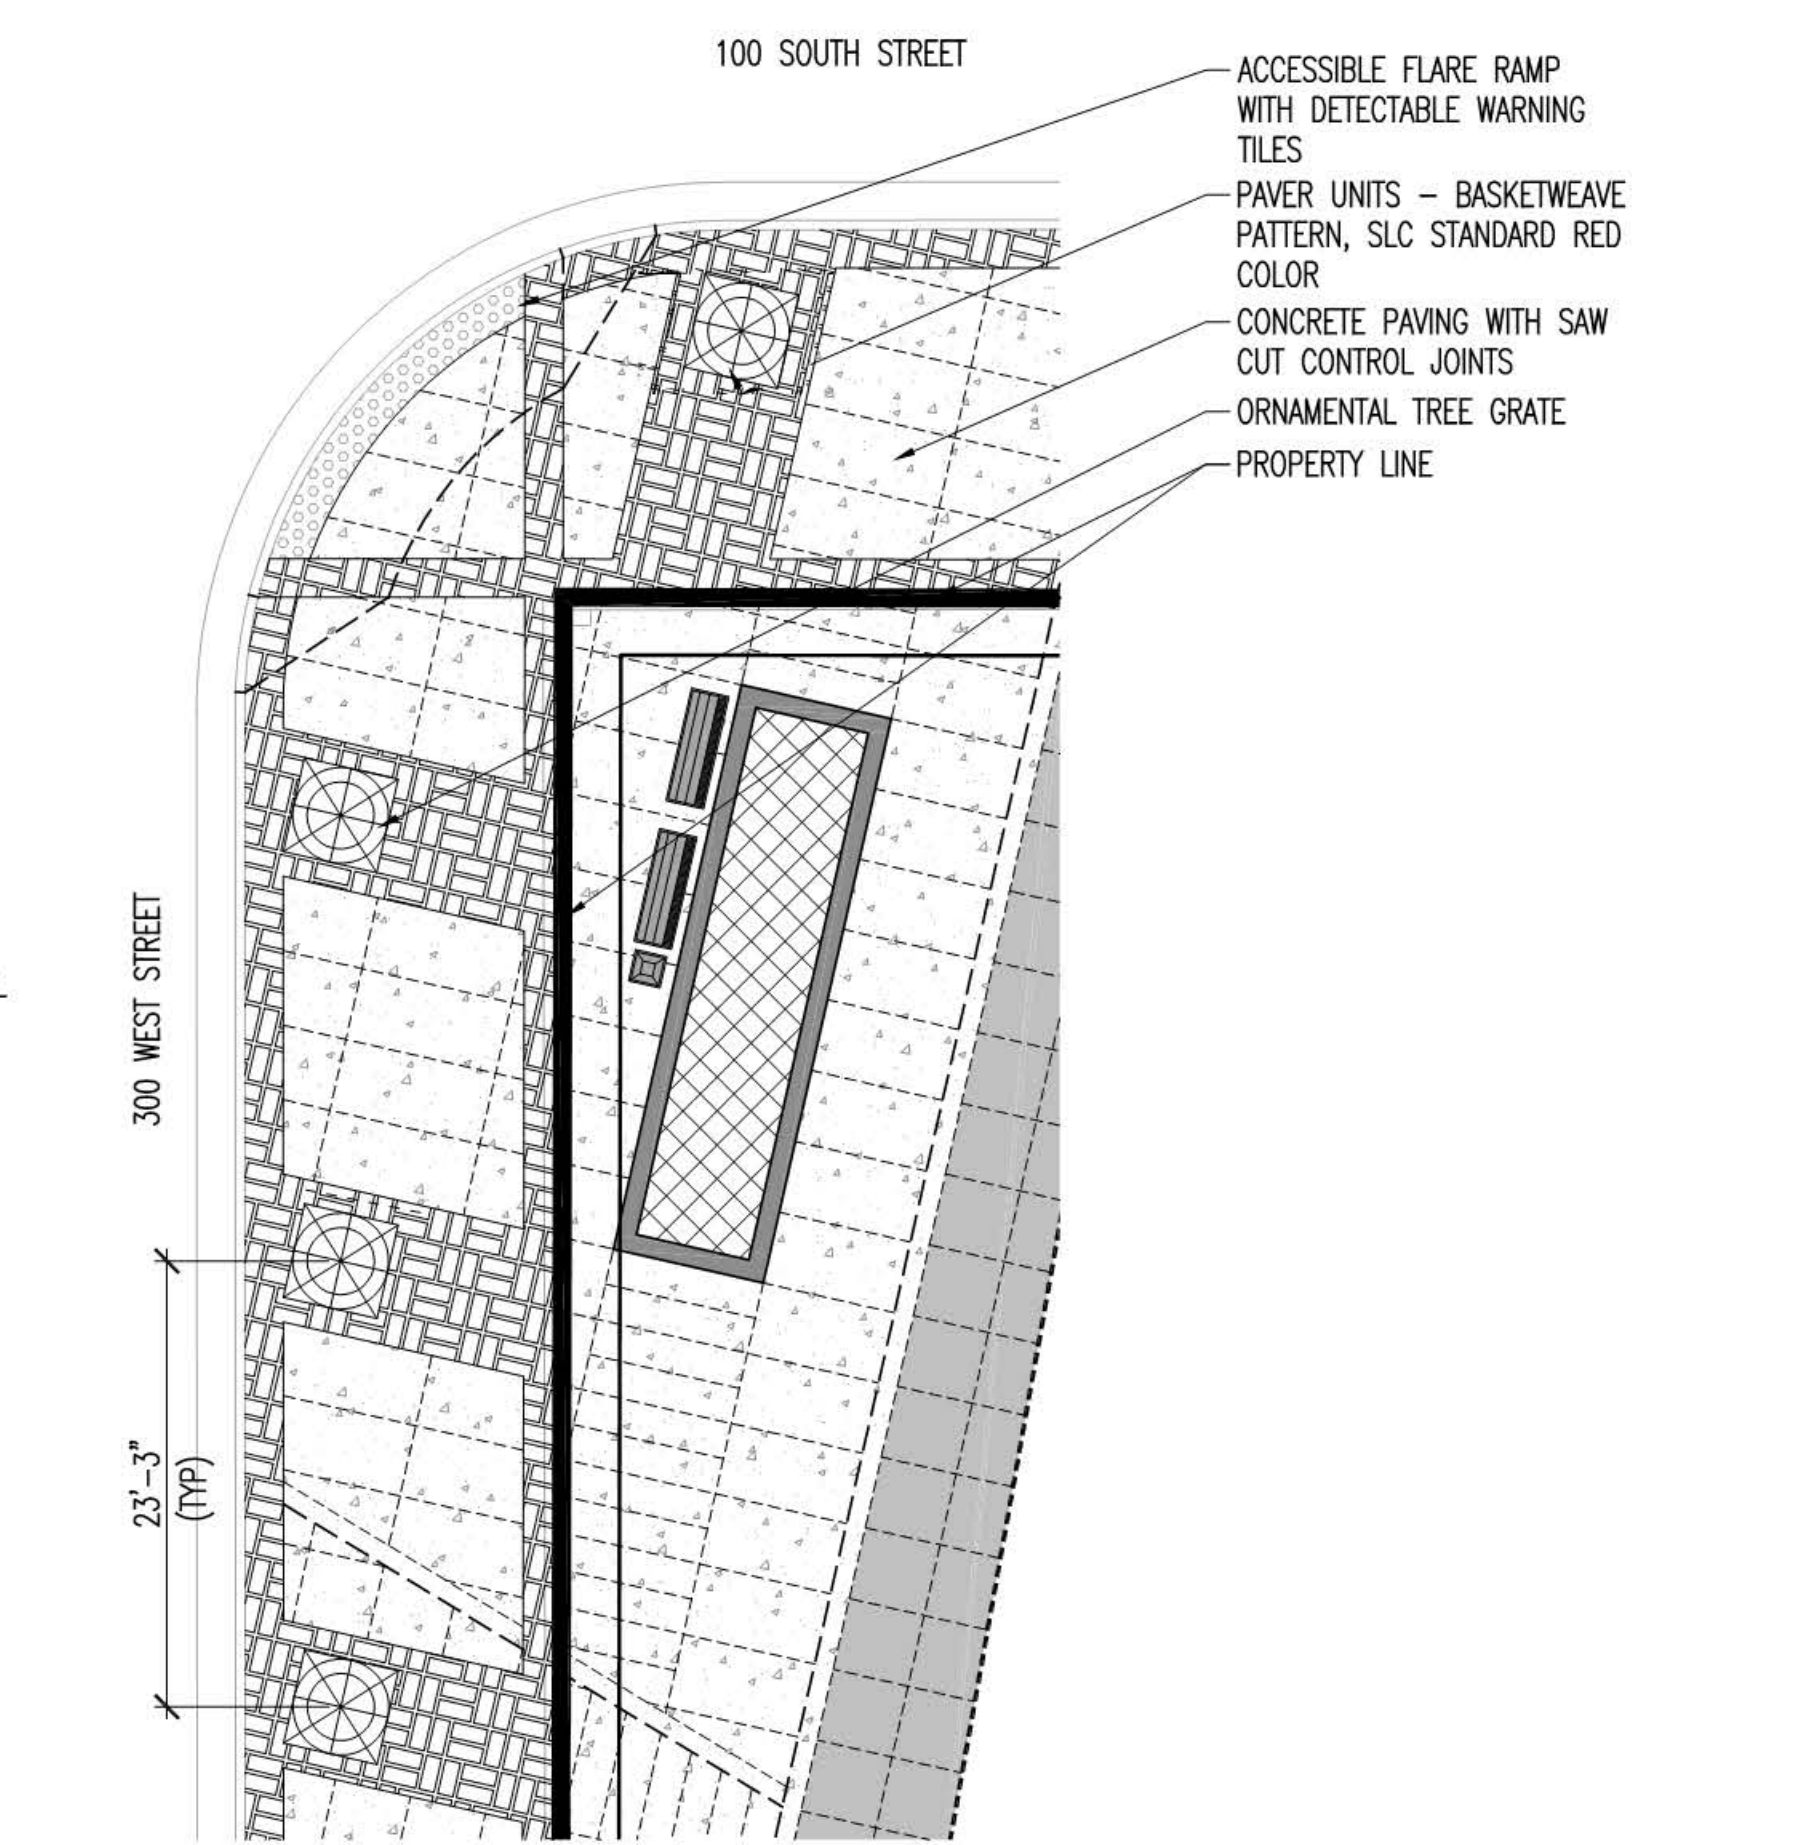 100 SOUTH STREET
ACCESSIBLE FLARE RAMP
WITH DETECTABLE WARNING
TILES
PAVER UNITS – BASKETWEAVE
PATTERN, SLC STANDARD RED
COLOR
CONCRETE PAVING WITH SAW
CUT CONTROL JOINTS
ORNAMENTAL TREE GRATE
PROPERTY LINE
300 WEST STREET
23'-3"
(TYP)